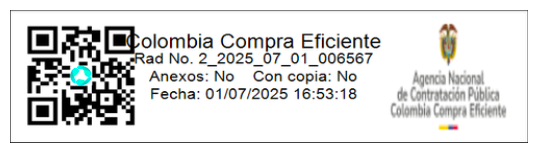 Colombia Compra Eficiente
Rad No. 2_2025_07_01_006567
Anexos: No Con copia: No
Fecha: 01/07/2025 16:53:18
Agencia Nacional
de Contratación Pública
Colombia Compra Eficiente